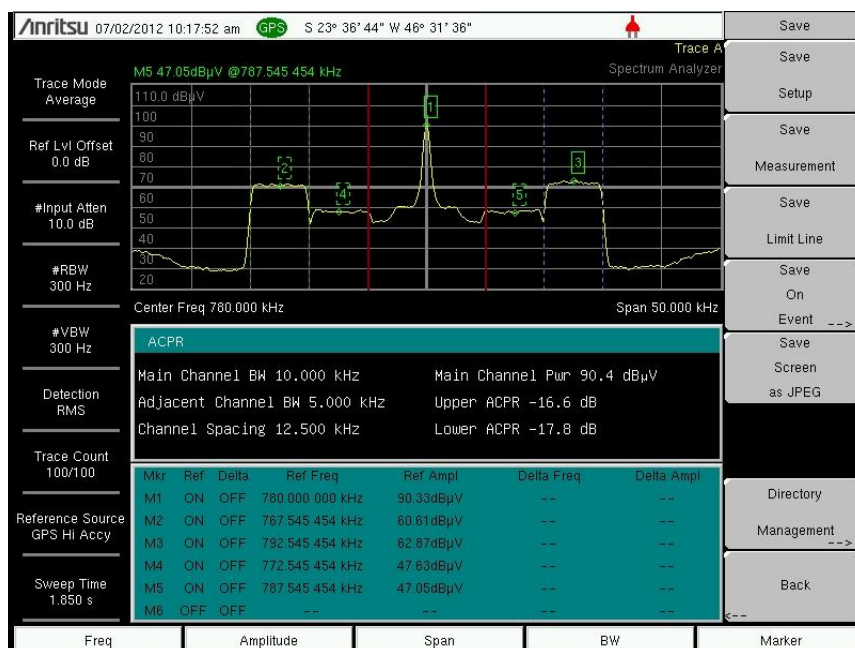 Anritsu 07/02/2012 10:17:52 am GPS S 23° 36' 44" W 46° 31' 36"
Save
Trace A
M5 47.05dBµV @787.545 454 kHz
Spectrum Analyzer
Trace Mode
Average
Ref Lvl Offset
0.0 dB
#Input Atten
10.0 dB
#RBW
300 Hz
#VBW
300 Hz
Detection
RMS
Trace Count
100/100
Reference Source
GPS Hi Accy
Sweep Time
1.850 s
110.0 dBµV
100
90
80
70
60
50
40
30
20
1
2
3
4
5
Center Freq 780.000 kHz
Span 50.000 kHz
ACPR
Main Channel BW 10.000 kHz Main Channel Pwr 90.4 dBµV
Adjacent Channel BW 5.000 kHz Upper ACPR -16.6 dB
Channel Spacing 12.500 kHz Lower ACPR -17.8 dB
Mkr Ref Delta Ref Freq Ref Ampl Delta Freq Delta Ampl
M1 ON OFF 780.000 000 kHz 90.33dBµV -- --
M2 ON OFF 767.545 454 kHz 60.61dBµV -- --
M3 ON OFF 792.545 454 kHz 62.87dBµV -- --
M4 ON OFF 772.545 454 kHz 47.63dBµV -- --
M5 ON OFF 787.545 454 kHz 47.05dBµV -- --
M6 OFF OFF -- -- -- --
Save
Setup
Save
Measurement
Save
Limit Line
Save
On
Event -->
Save
Screen
as JPEG
Directory
Management
-->
Back
<--
Freq Amplitude Span BW Marker